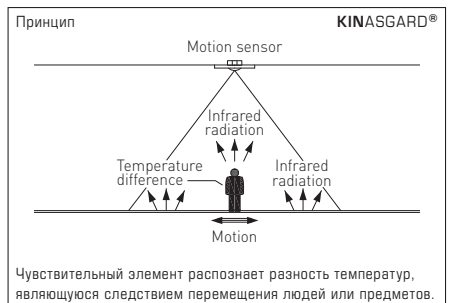 Принцип
KINASGARD®
Motion sensor
Infrared
radiation
Temperature
difference
Infrared
radiation
Motion
Чувствительный элемент распознает разность температур,
являющуюся следствием перемещения людей или предметов.